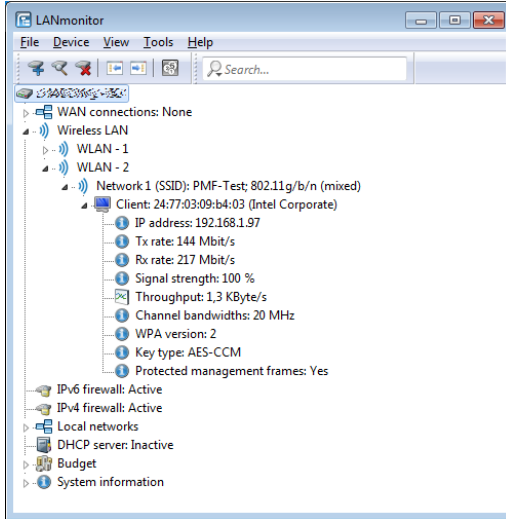 LANmonitor
File Device View Tools Help
Search...
WAN connections: None
Wireless LAN
WLAN - 1
WLAN - 2
Network 1 (SSID): PMF-Test; 802.11g/b/n (mixed)
Client: 24:77:03:09:b4:03 (Intel Corporate)
IP address: 192.168.1.97
Tx rate: 144 Mbit/s
Rx rate: 217 Mbit/s
Signal strength: 100 %
Throughput: 1,3 KByte/s
Channel bandwidths: 20 MHz
WPA version: 2
Key type: AES-CCM
Protected management frames: Yes
IPv6 firewall: Active
IPv4 firewall: Active
Local networks
DHCP server: Inactive
Budget
System information